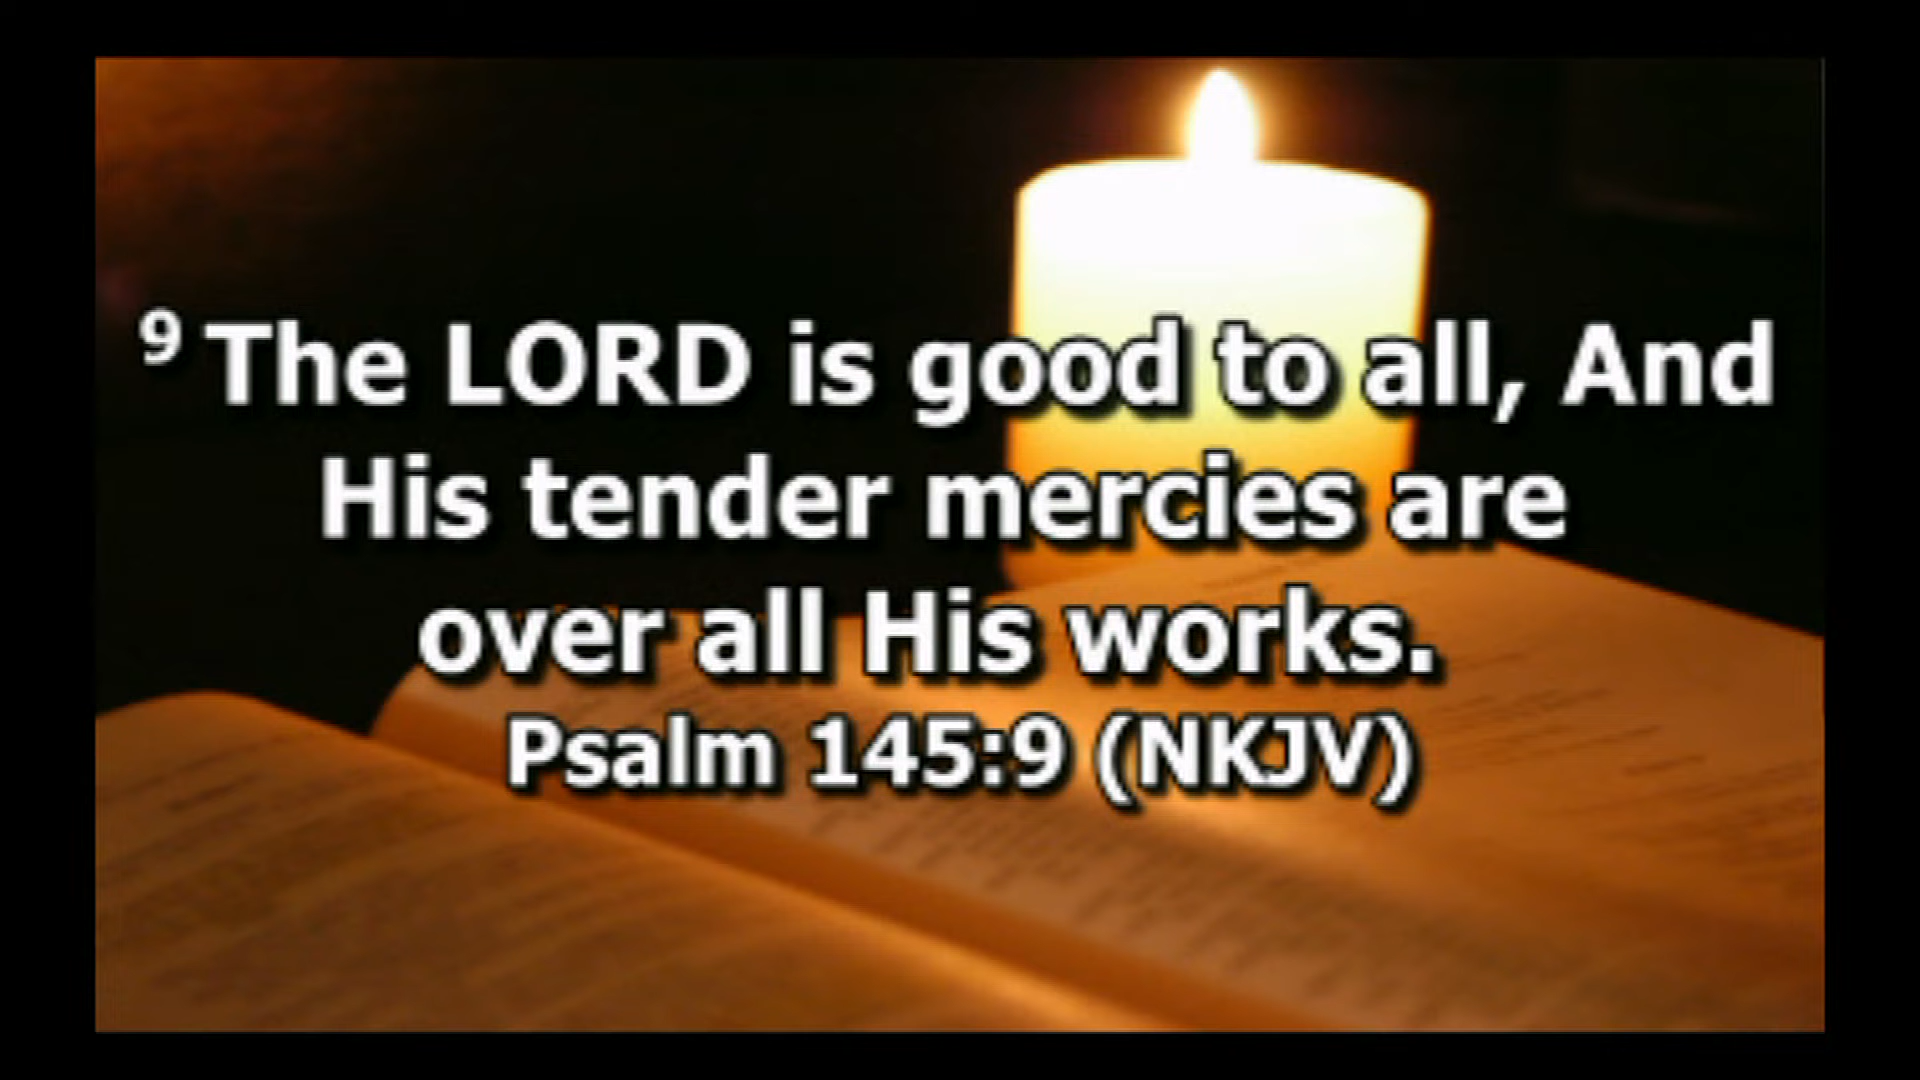 9 The LORD is good to all, And
His tender mercies are
over all His works.
Psalm 145:9 (NKJV)